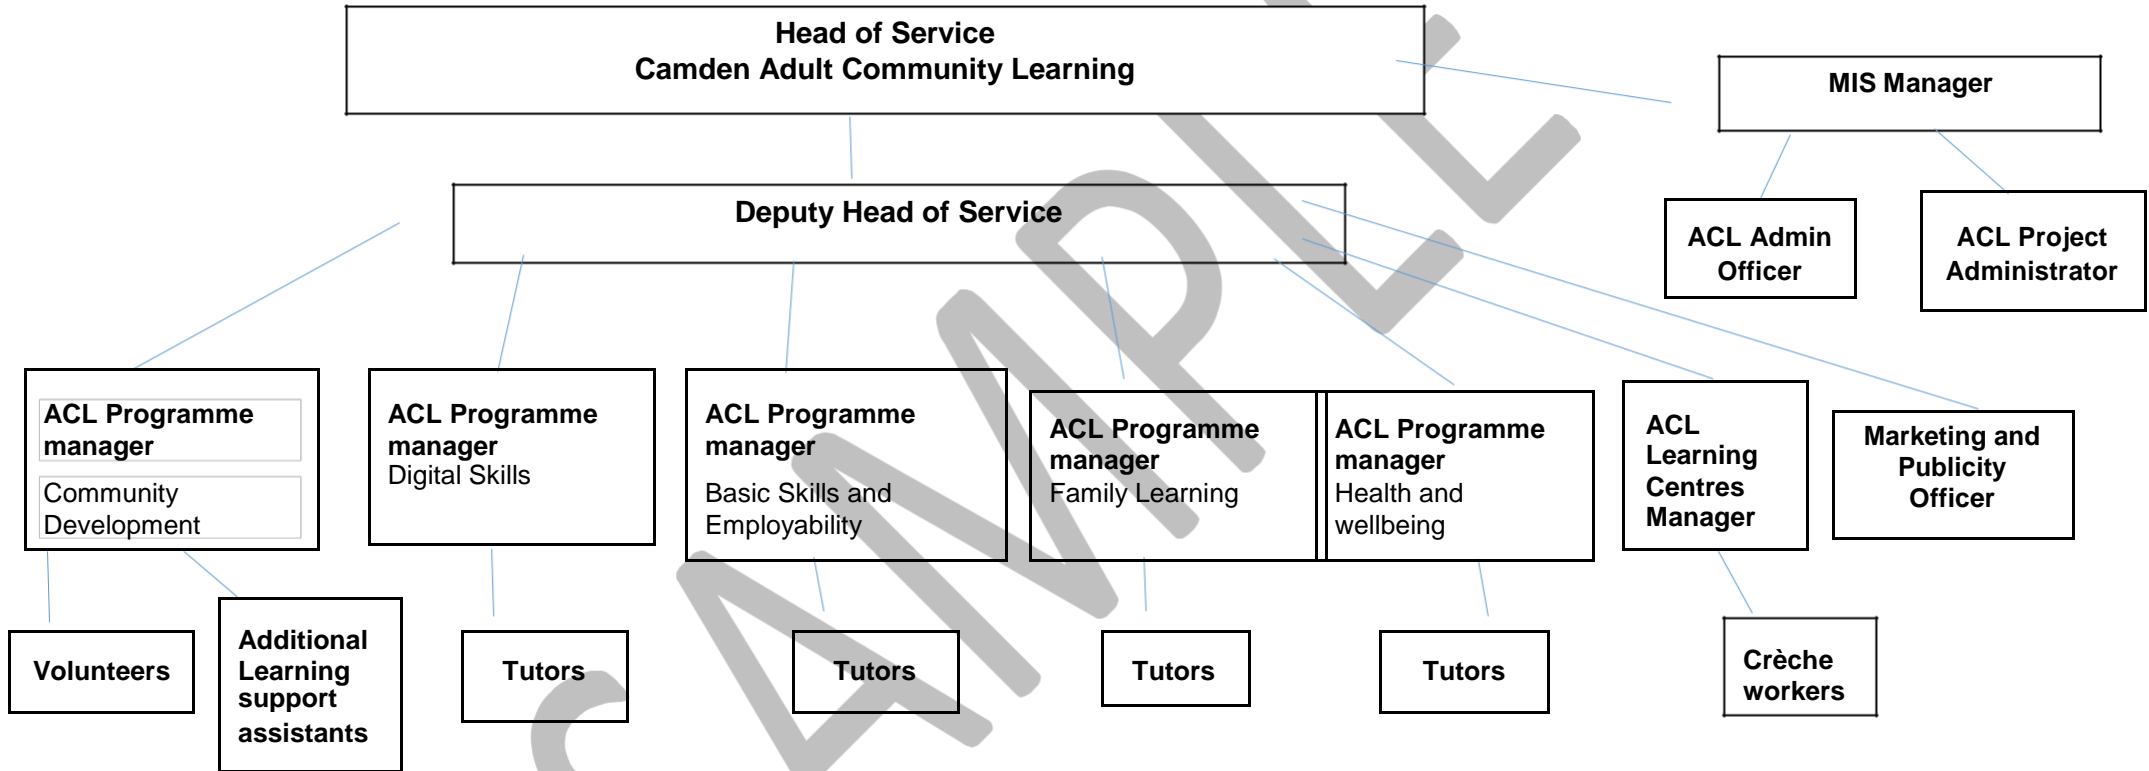 Head of Service
Camden Adult Community Learning
MIS Manager
Deputy Head of Service
ACL Admin
Officer
ACL Project
Administrator
ACL Programme
manager
Community
Development
ACL Programme
manager
Digital Skills
ACL Programme
manager
Basic Skills and
Employability
ACL Programme
manager
Family Learning
ACL Programme
manager
Health and
wellbeing
ACL
Learning
Centres
Manager
Marketing and
Publicity
Officer
Volunteers
Additional
Learning
support
assistants
Tutors
Tutors
Tutors
Tutors
Crèche
workers
SAMPLE